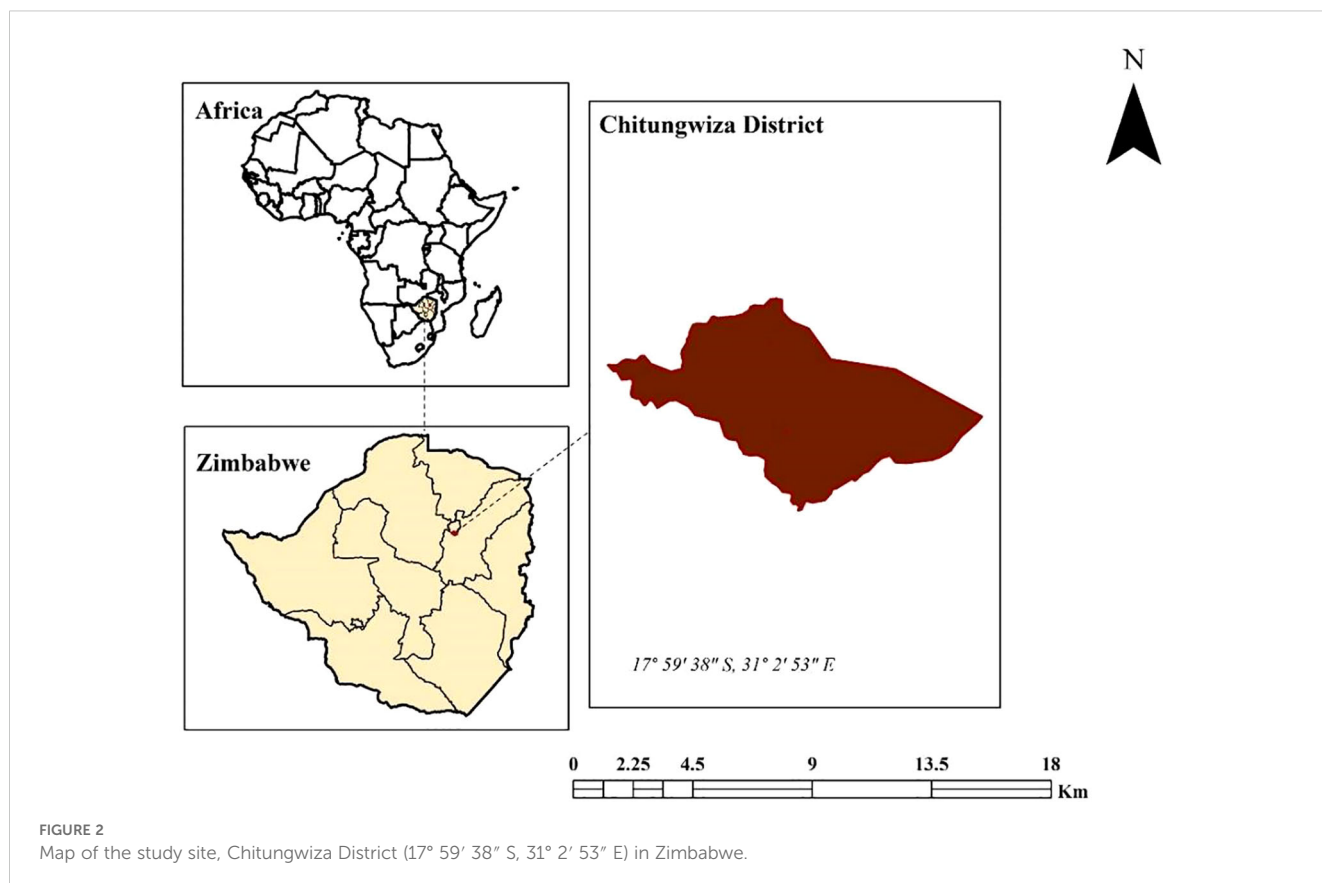 N
Africa
Chitungwiza District
Zimbabwe
17° 59' 38" S, 31° 2' 53" E
0 2.25 4.5 9 13.5 18
Km
FIGURE 2
Map of the study site, Chitungwiza District (17° 59′ 38″ S, 31° 2′ 53″ E) in Zimbabwe.